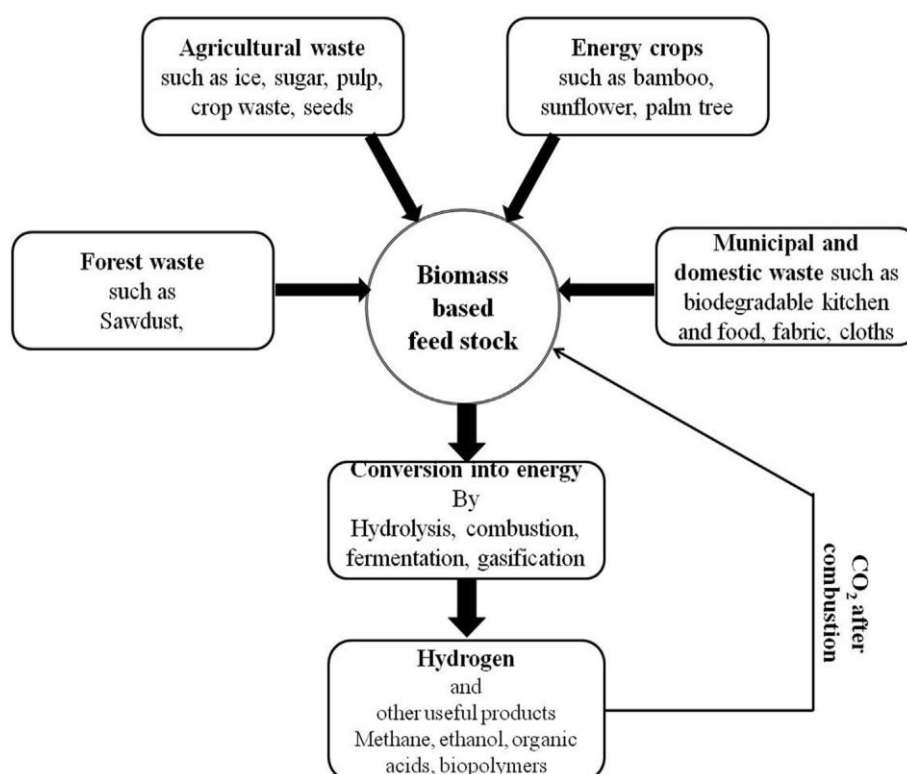 Agricultural waste
such as ice, sugar, pulp,
crop waste, seeds
Energy crops
such as bamboo,
sunflower, palm tree
Forest waste
such as
Sawdust,
Biomass
based
feed stock
Municipal and
domestic waste such as
biodegradable kitchen
and food, fabric, cloths
Conversion into energy
By
Hydrolysis, combustion,
fermentation, gasification
CO₂ after
combustion
Hydrogen
and
other useful products
Methane, ethanol, organic
acids, biopolymers